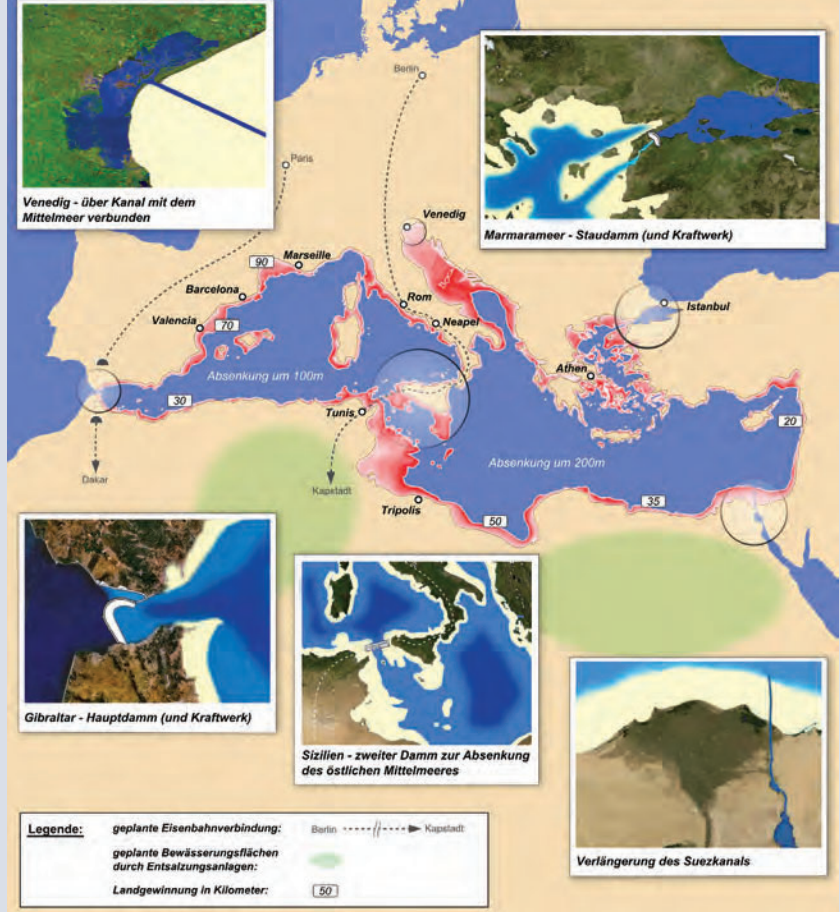 Venedig - über Kanal mit dem
Mittelmeer verbunden
Berlin
Paris
Marmarameer - Staudamm (und Kraftwerk)
Venedig
90
Marseille
Barcelona
Rom
Istanbul
Valencia
70
Neapel
Absenkung um 100m
Athen
30
Tunis
20
Absenkung um 200m
Dakar
Kapstadt
Tripolis
50
35
Gibraltar - Hauptdamm (und Kraftwerk)
Sizilien - zweiter Damm zur Absenkung
des östlichen Mittelmeeres
Verlängerung des Suezkanals
Legende:
geplante Eisenbahnverbindung:
Berlin
Kapstadt
geplante Bewässerungsflächen
durch Entsalzungsanlagen:
Landgewinnung in Kilometer:
50